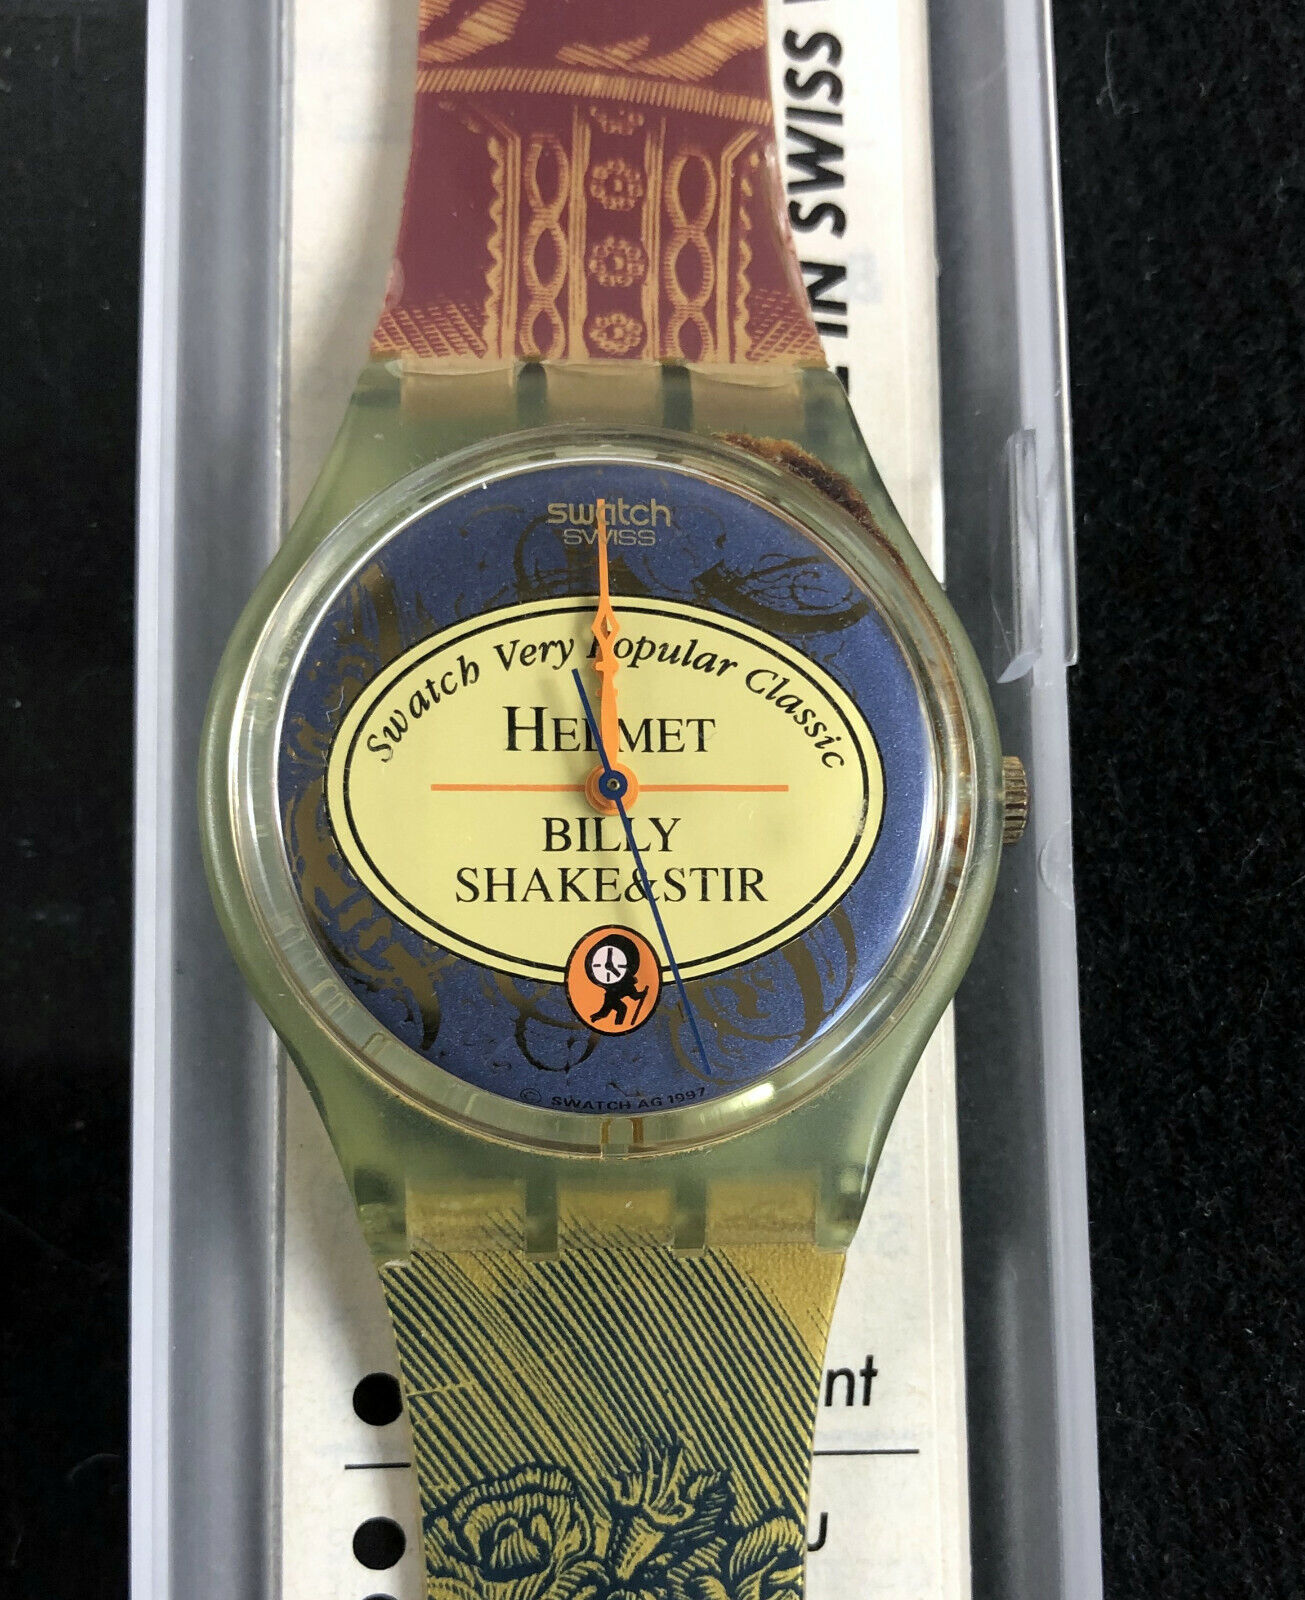 IN SWISS
swatch
SWISS
Swatch Very Popular Classic
HELMET
BILLY
SHAKE&STIR
© SWATCH AG 1997
nt